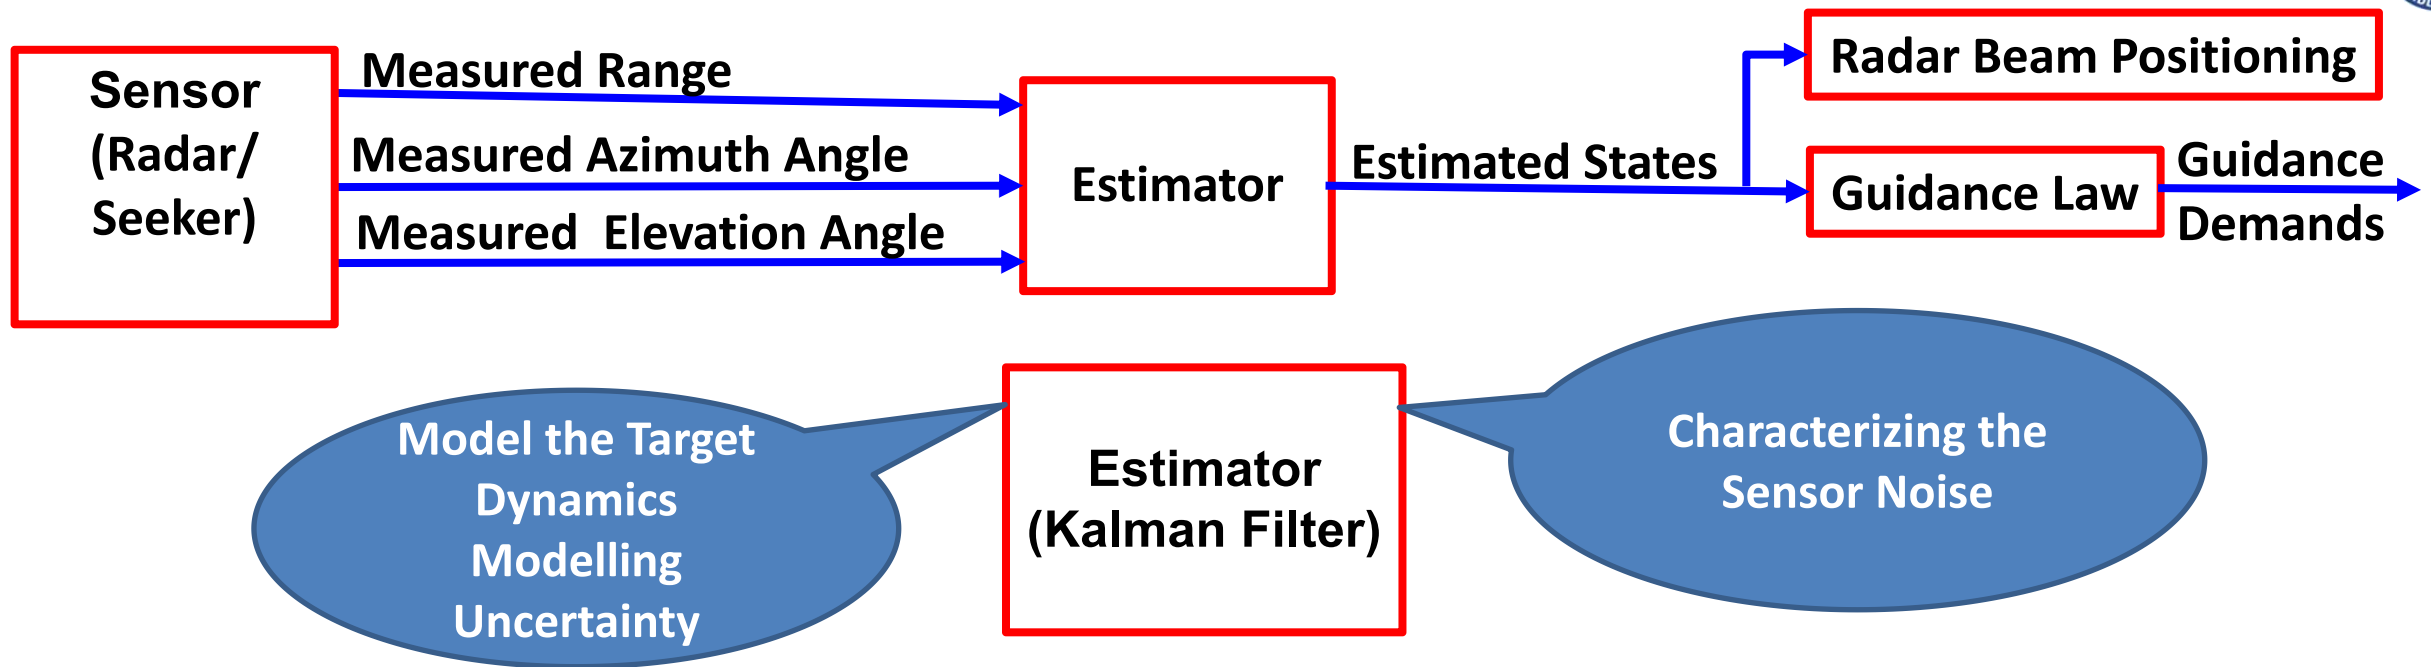 Sensor
(Radar/
Seeker)
Measured Range
Measured Azimuth Angle
Measured  Elevation Angle
Estimator
Estimated States
Radar Beam Positioning
Guidance Law
Guidance
Demands
Model the Target
Dynamics
Modelling
Uncertainty
Estimator
(Kalman Filter)
Characterizing the
Sensor Noise